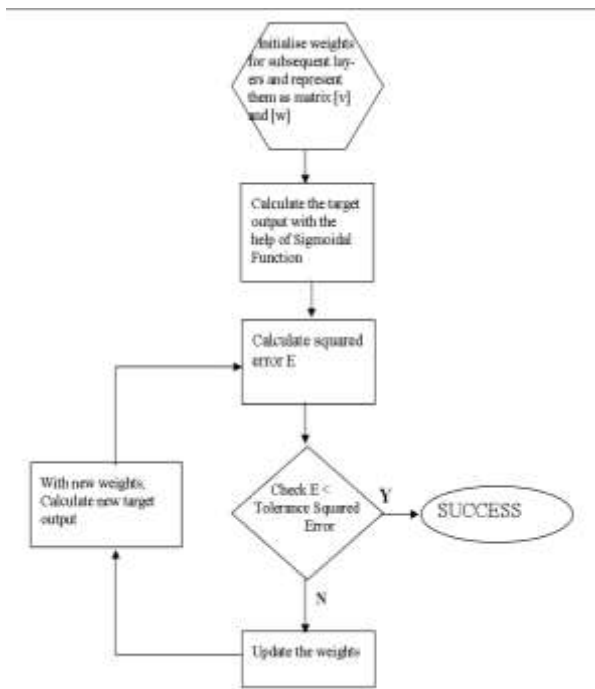 Initialise weights
for subsequent lay-
ers and represent
them as matrix [v]
and [w]
Calculate the target
output with the
help of Sigmoidal
Function
Calculate squared
error E
With new weights,
Calculate new target
output
Check E <
Tolerance Squared
Error
Y
SUCCESS
N
Update the weights